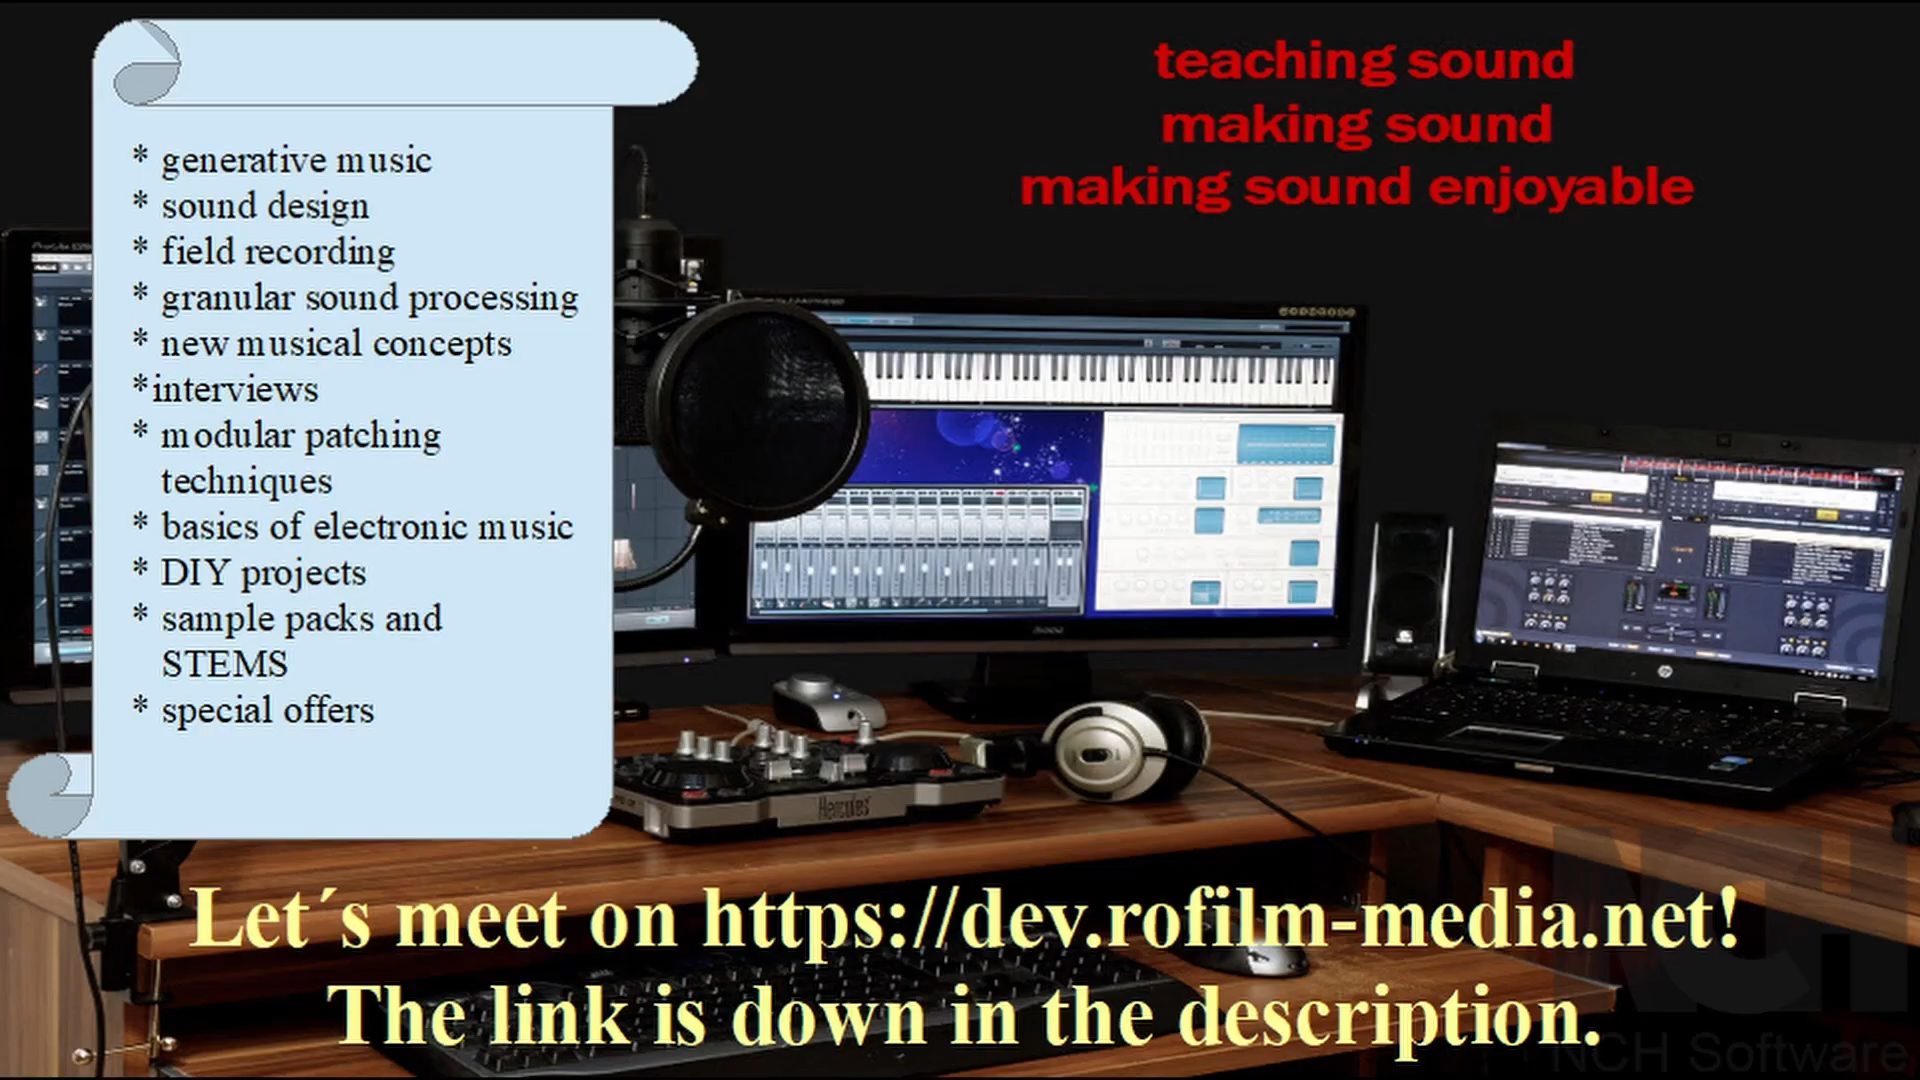 teaching sound
making sound
making sound enjoyable
* generative music
* sound design
* field recording
* granular sound processing
* new musical concepts
*interviews
* modular patching
techniques
* basics of electronic music
* DIY projects
* sample packs and
STEMS
* special offers
Hercules
Let´s meet on https://dev.rofilm-media.net!
The link is down in the description.
NCH
NCH Software